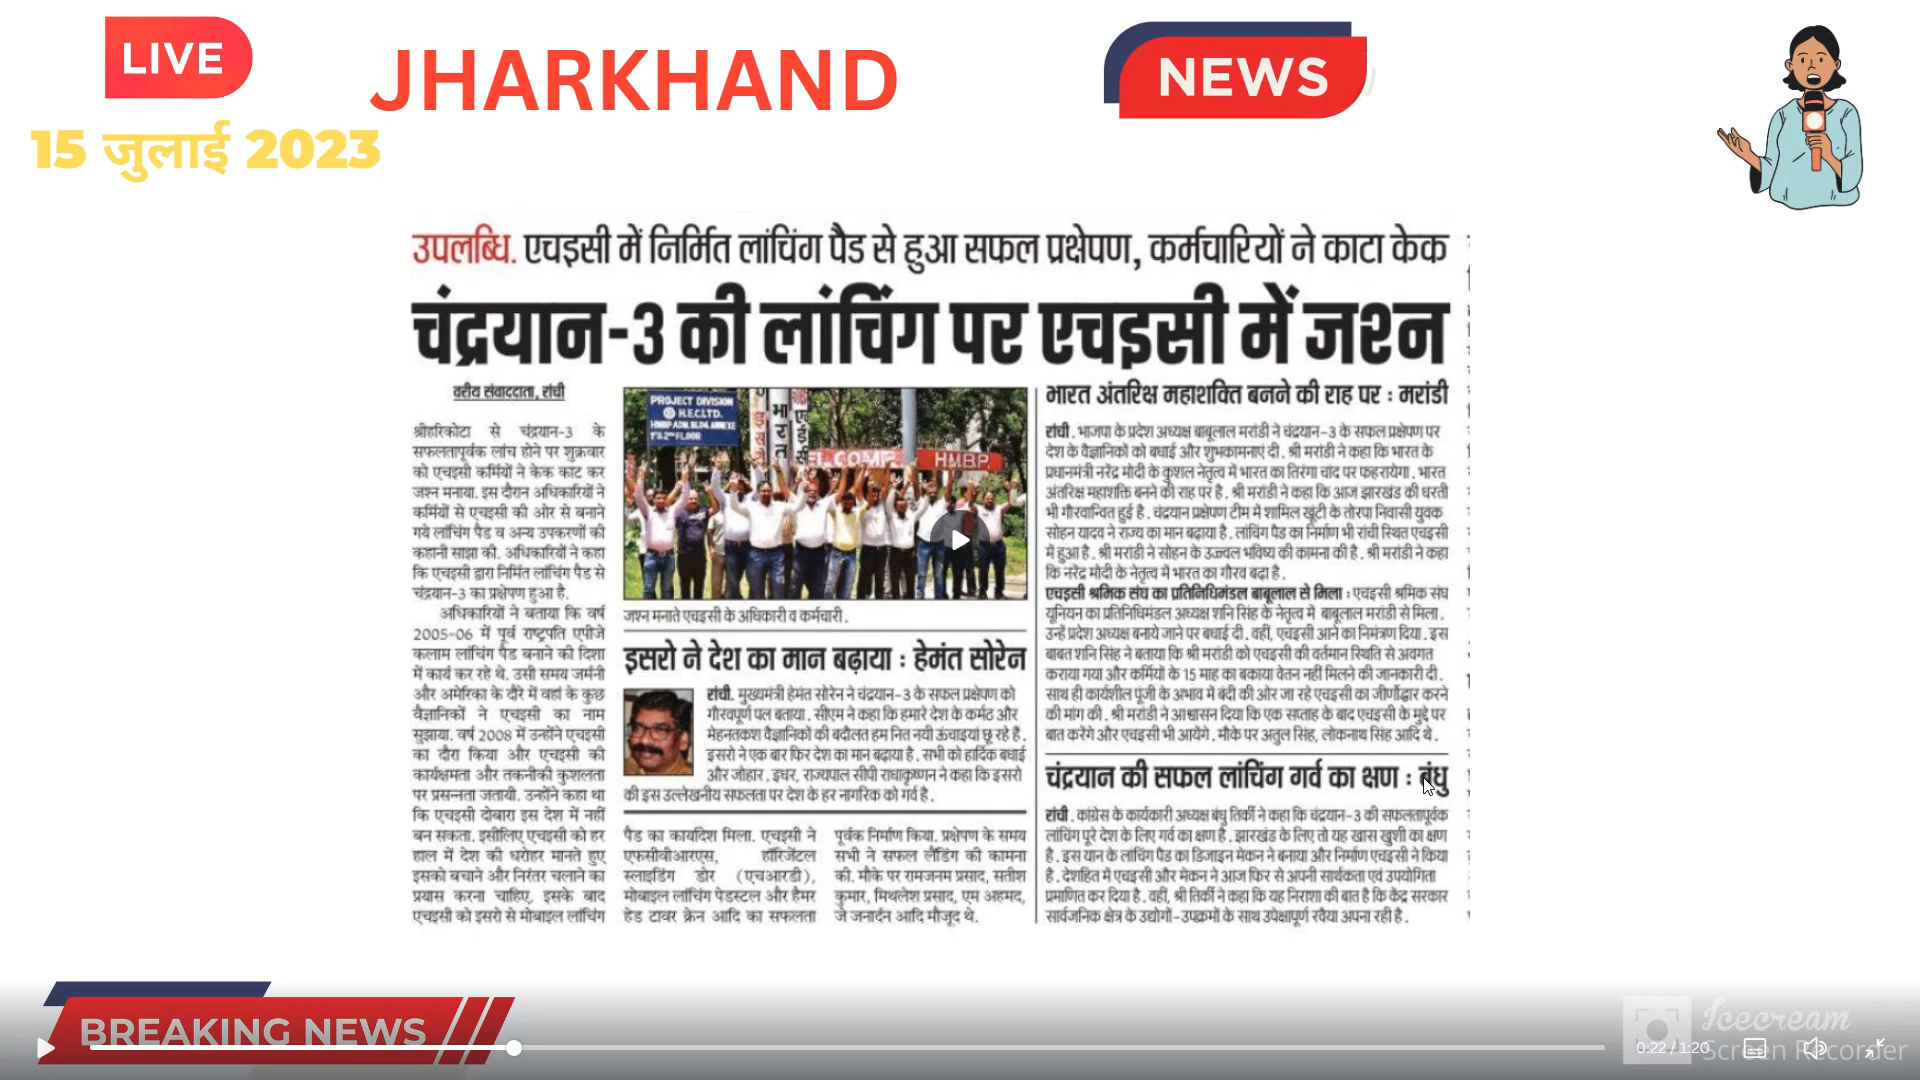 LIVE
JHARKHAND
NEWS
15 जुलाई 2023
उपलब्धि. एचइसी में निर्मित लांचिंग पैड से हुआ सफल प्रक्षेपण, कर्मचारियों ने काटा केक
चंद्रयान-3 की लांचिंग पर एचइसी में जश्न
वरीय संवाददाता, रांची
श्रीहरिकोटा से चंद्रयान-3 के
सफलतापूर्वक लांच होने पर शुक्रवार
को एचइसी कर्मियों ने केक काट कर
जश्न मनाया. इस दौरान अधिकारियों ने
कर्मियों से एचइसी की ओर से बनाने
गये लांचिंग पैड व अन्य उपकरणों की
कहानी साझा की. अधिकारियों ने कहा
कि एचइसी द्वारा निर्मित लांचिंग पैड से
चंद्रयान-3 का प्रक्षेपण हुआ है.
अधिकारियों ने बताया कि वर्ष
2005-06 में पूर्व राष्ट्रपति एपीजे
कलाम लांचिंग पैड बनाने की दिशा
में कार्य कर रहे थे. उसी समय जर्मनी
और अमेरिका के दौरे में वहां के कुछ
वैज्ञानिकों ने एचइसी का नाम
सुझाया. वर्ष 2008 में उन्होंने एचइसी
का दौरा किया और एचइसी की
कार्यक्षमता और तकनीकी कुशलता
पर प्रसन्नता जतायी. उन्होंने कहा था
कि एचइसी दोबारा इस देश में नहीं
बन सकता. इसीलिए एचइसी को हर
हाल में देश की धरोहर मानते हुए
इसको बचाने और निरंतर चलाने का
प्रयास करना चाहिए. इसके बाद
एचइसी को इसरो से मोबाइल लांचिंग
PROJECT DIVISION
H.E.C.LTD.
HMBP ADM. BLDG. ANNEXE
1st & 2nd FLOOR
HMBP
जश्न मनाते एचइसी के अधिकारी व कर्मचारी.
इसरो ने देश का मान बढ़ाया : हेमंत सोरेन
रांची. मुख्यमंत्री हेमंत सोरेन ने चंद्रयान-3 के सफल प्रक्षेपण को
गौरवपूर्ण पल बताया. सीएम ने कहा कि हमारे देश के कर्मठ और
मेहनतकश वैज्ञानिकों की बदौलत हम नित नयी ऊंचाइयां छू रहे हैं.
इसरो ने एक बार फिर देश का मान बढ़ाया है. सभी को हार्दिक बधाई
और जोहार. इधर, राज्यपाल सीपी राधाकृष्णन ने कहा कि इसरो
की इस उल्लेखनीय सफलता पर देश के हर नागरिक को गर्व है.
पैड का कार्यादेश मिला. एचइसी ने
एफसीवीआरएस, हॉरिजेंटल
स्लाइडिंग डोर (एचआरडी),
मोबाइल लांचिंग पेडस्टल और हैमर
हेड टावर क्रेन आदि का सफलता
पूर्वक निर्माण किया. प्रक्षेपण के समय
सभी ने सफल लैंडिंग की कामना
की. मौके पर रामजनम प्रसाद, सतीश
कुमार, मिथलेश प्रसाद, एम अहमद,
जे जनार्दन आदि मौजूद थे.
भारत अंतरिक्ष महाशक्ति बनने की राह पर : मरांडी
रांची. भाजपा के प्रदेश अध्यक्ष बाबूलाल मरांडी ने चंद्रयान-3 के सफल प्रक्षेपण पर
देश के वैज्ञानिकों को बधाई और शुभकामनाएं दी. श्री मरांडी ने कहा कि भारत के
प्रधानमंत्री नरेंद्र मोदी के कुशल नेतृत्व में भारत का तिरंगा चांद पर फहरायेगा. भारत
अंतरिक्ष महाशक्ति बनने की राह पर है. श्री मरांडी ने कहा कि आज झारखंड की धरती
भी गौरवान्वित हुई है. चंद्रयान प्रक्षेपण टीम में शामिल खूंटी के तोरपा निवासी युवक
सोहन यादव ने राज्य का मान बढ़ाया है. लांचिंग पैड का निर्माण भी रांची स्थित एचइसी
में हुआ है. श्री मरांडी ने सोहन के उज्ज्वल भविष्य की कामना की है. श्री मरांडी ने कहा
कि नरेंद्र मोदी के नेतृत्व में भारत का गौरव बढ़ा है.
एचइसी श्रमिक संघ का प्रतिनिधिमंडल बाबूलाल से मिला : एचइसी श्रमिक संघ
यूनियन का प्रतिनिधिमंडल अध्यक्ष शनि सिंह के नेतृत्व में बाबूलाल मरांडी से मिला.
उन्हें प्रदेश अध्यक्ष बनाये जाने पर बधाई दी. वहीं, एचइसी आने का निमंत्रण दिया. इस
बाबत शनि सिंह ने बताया कि श्री मरांडी को एचइसी की वर्तमान स्थिति से अवगत
कराया गया और कर्मियों के 15 माह का बकाया वेतन नहीं मिलने की जानकारी दी.
साथ ही कार्यशील पूंजी के अभाव में बंदी की ओर जा रहे एचइसी का जीर्णोद्धार करने
की मांग की. श्री मरांडी ने आश्वासन दिया कि एक सप्ताह के बाद एचइसी के मुद्दे पर
बात करेंगे और एचइसी भी आयेंगे. मौके पर अतुल सिंह, लोकनाथ सिंह आदि थे.
चंद्रयान की सफल लांचिंग गर्व का क्षण : बंधु
रांची. कांग्रेस के कार्यकारी अध्यक्ष बंधु तिर्की ने कहा कि चंद्रयान-3 की सफलतापूर्वक
लांचिंग पूरे देश के लिए गर्व का क्षण है. झारखंड के लिए तो यह खास खुशी का क्षण
है. इस यान के लांचिंग पैड का डिजाइन मेकन ने बनाया और निर्माण एचइसी ने किया
है. देशहित में एचइसी और मेकन ने आज फिर से अपनी सार्थकता एवं उपयोगिता
प्रमाणित कर दिया है. वहीं, श्री तिर्की ने कहा कि यह निराशा की बात है कि केंद्र सरकार
सार्वजनिक क्षेत्र के उद्योगों-उपक्रमों के साथ उपेक्षापूर्ण रवैया अपना रही है.
BREAKING NEWS
0:22 / 1:20
Icecream
Screen Recorder